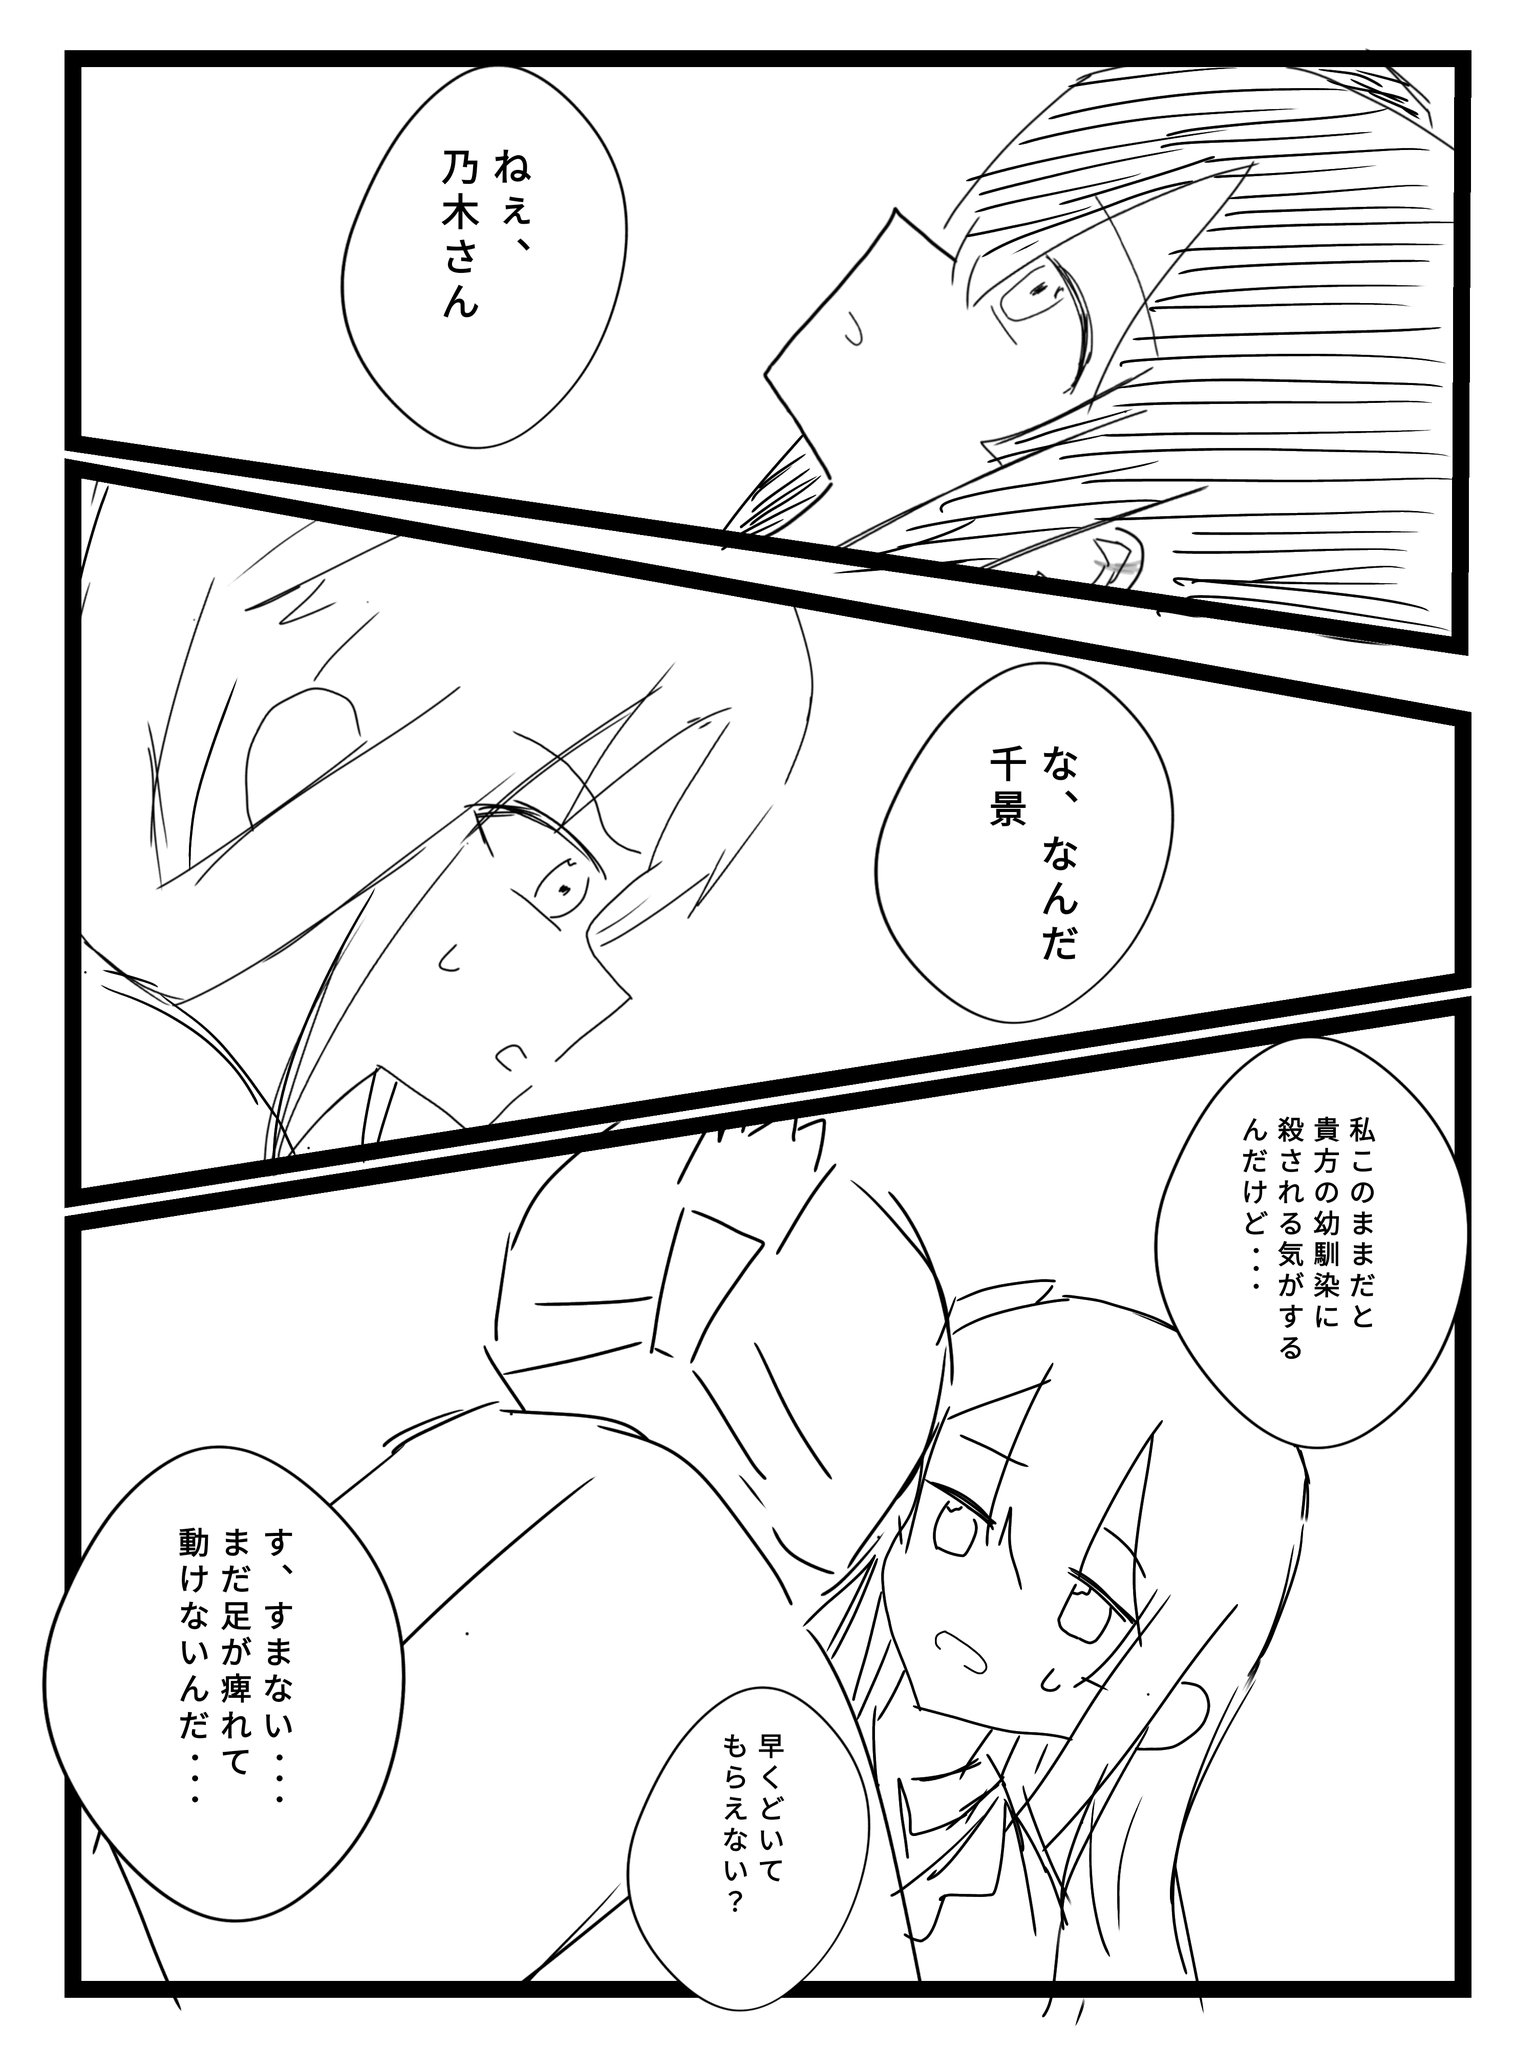 ねぇ、
乃木さん
な、なんだ
千景
私このままだと
貴方の幼馴染に
殺される気がする
んだけど・・・
早くどいて
もらえない？
す、すまない・・・
まだ足が痺れて
動けないんだ・・・